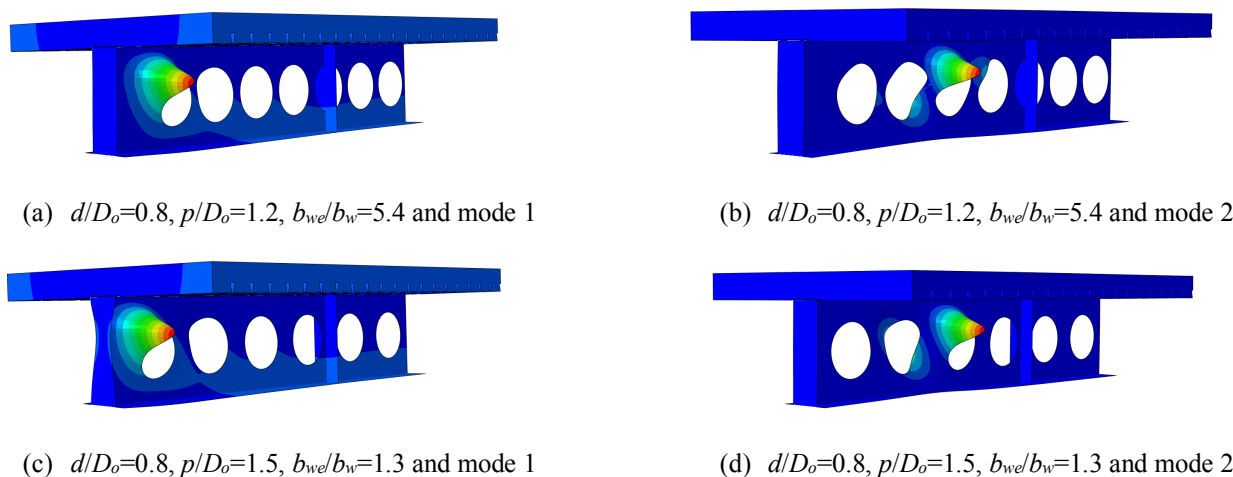 (a) d/Do=0.8, p/Do=1.2, bwe/bw=5.4 and mode 1
(b) d/Do=0.8, p/Do=1.2, bwe/bw=5.4 and mode 2
(c) d/Do=0.8, p/Do=1.5, bwe/bw=1.3 and mode 1
(d) d/Do=0.8, p/Do=1.5, bwe/bw=1.3 and mode 2